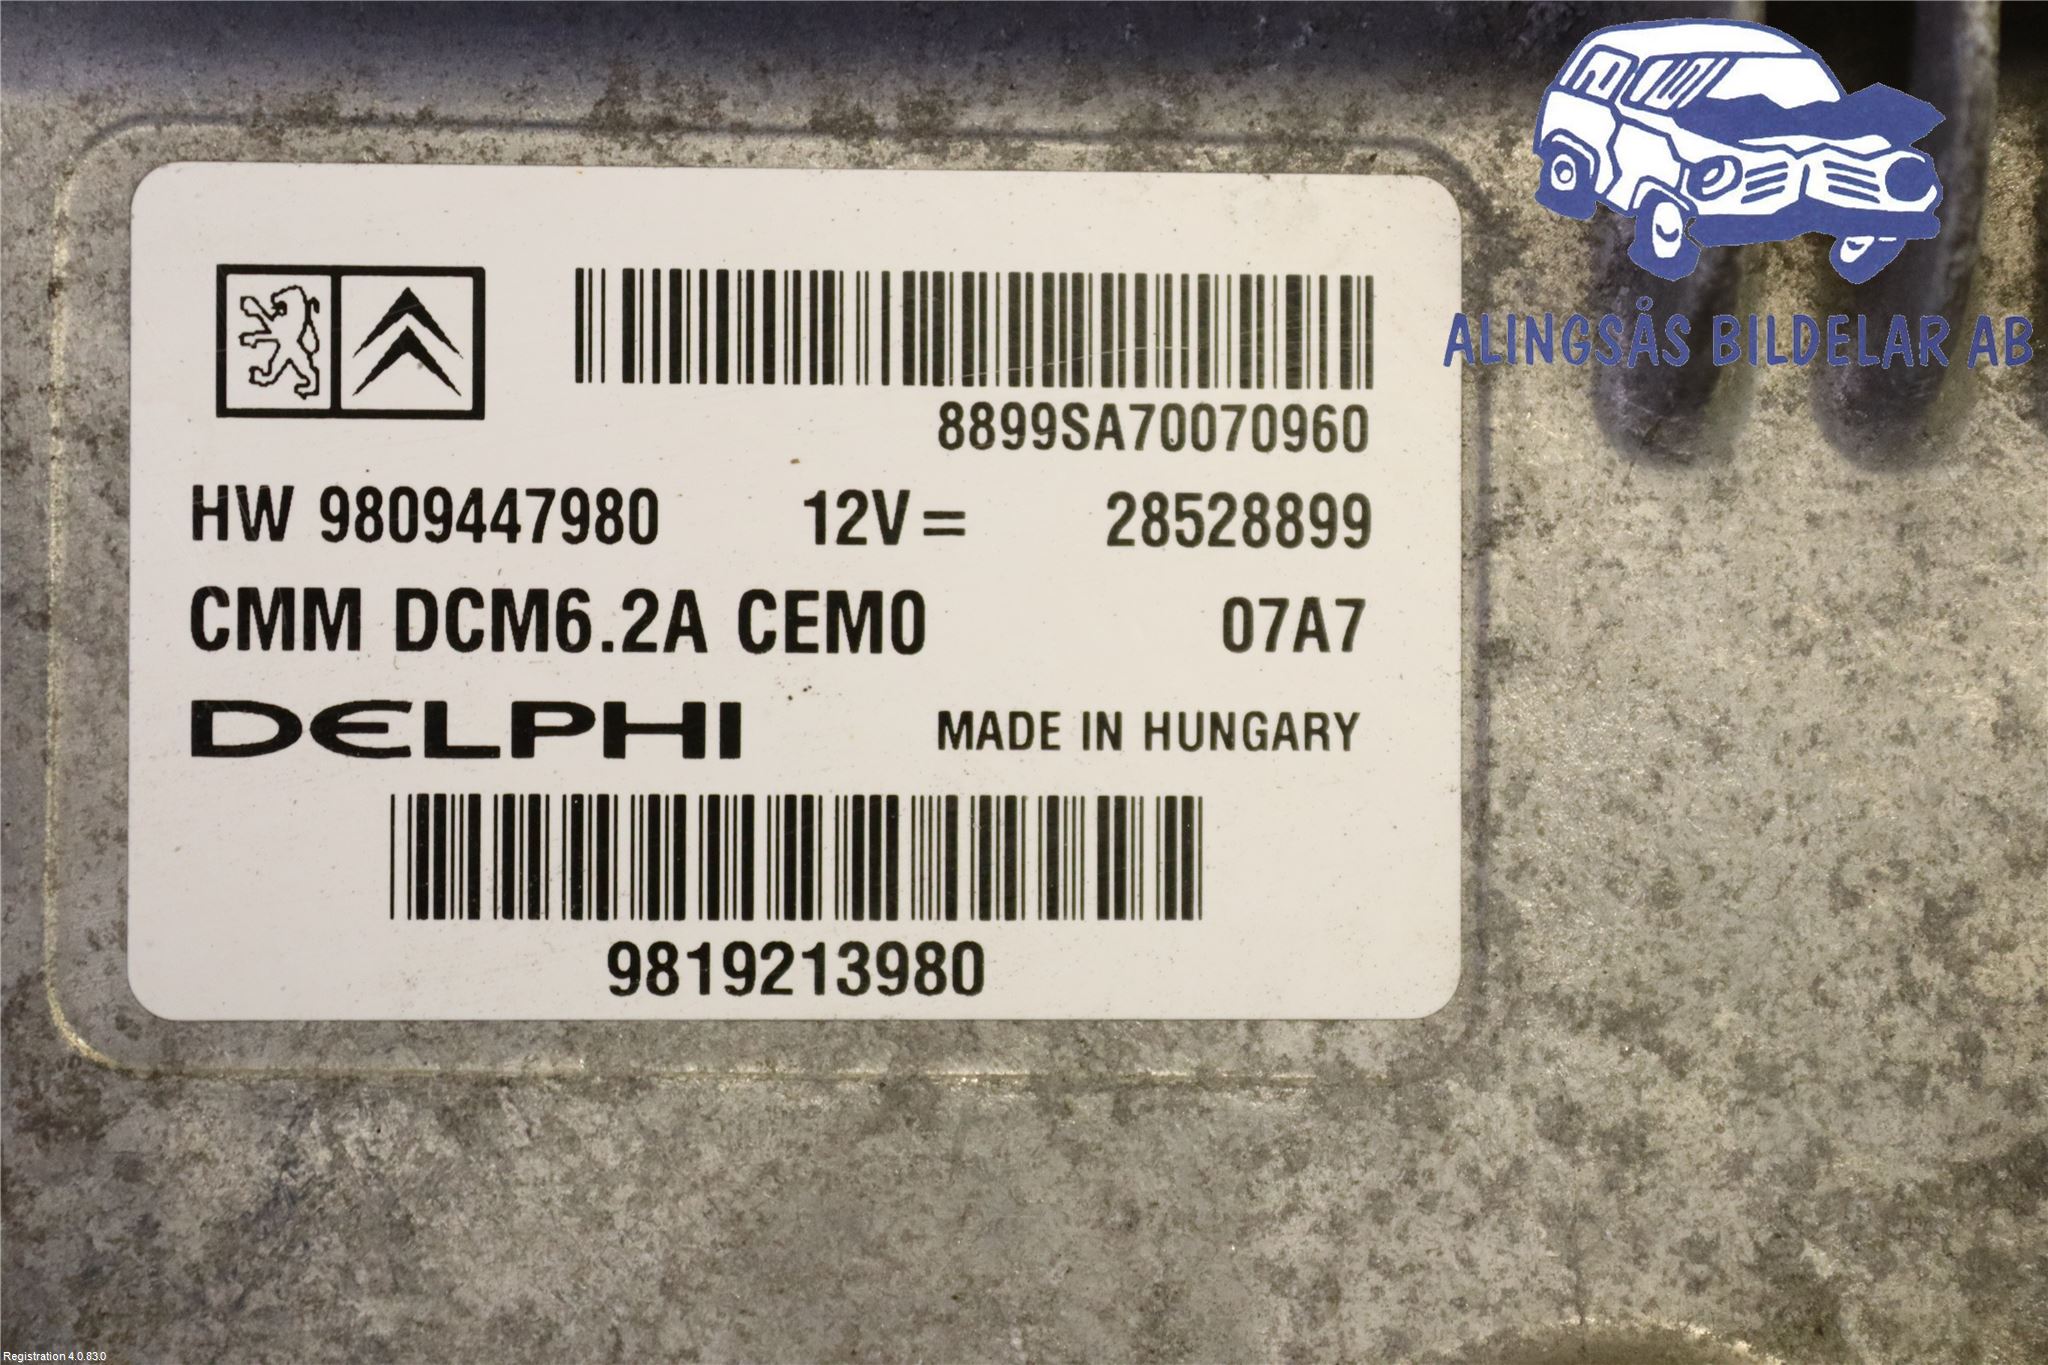 ALINGSÅS BILDELAR AB
8899SA70070960
HW 9809447980 12V= 28528899
CMM DCM6.2A CEM0 07A7
DELPHI MADE IN HUNGARY
9819213980
Registration 4.0.83.0